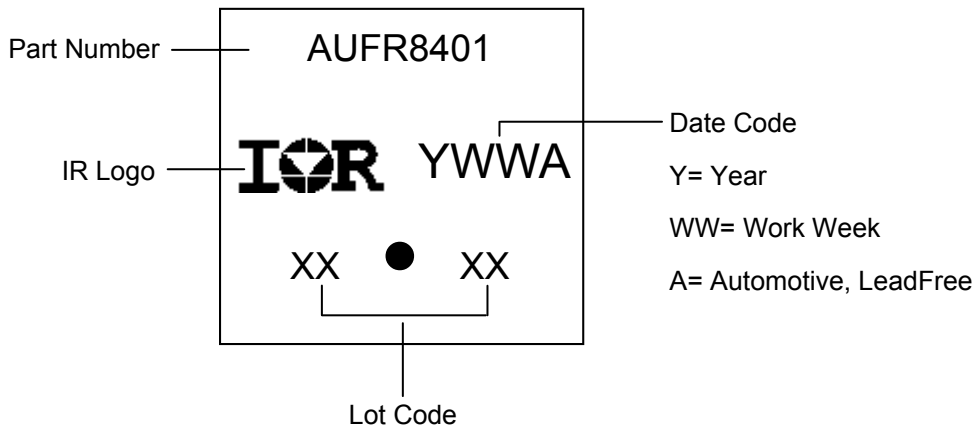 Part Number
AUFR8401
IR Logo
IOR YWWA
Date Code
Y= Year
WW= Work Week
A= Automotive, LeadFree
XX XX
Lot Code